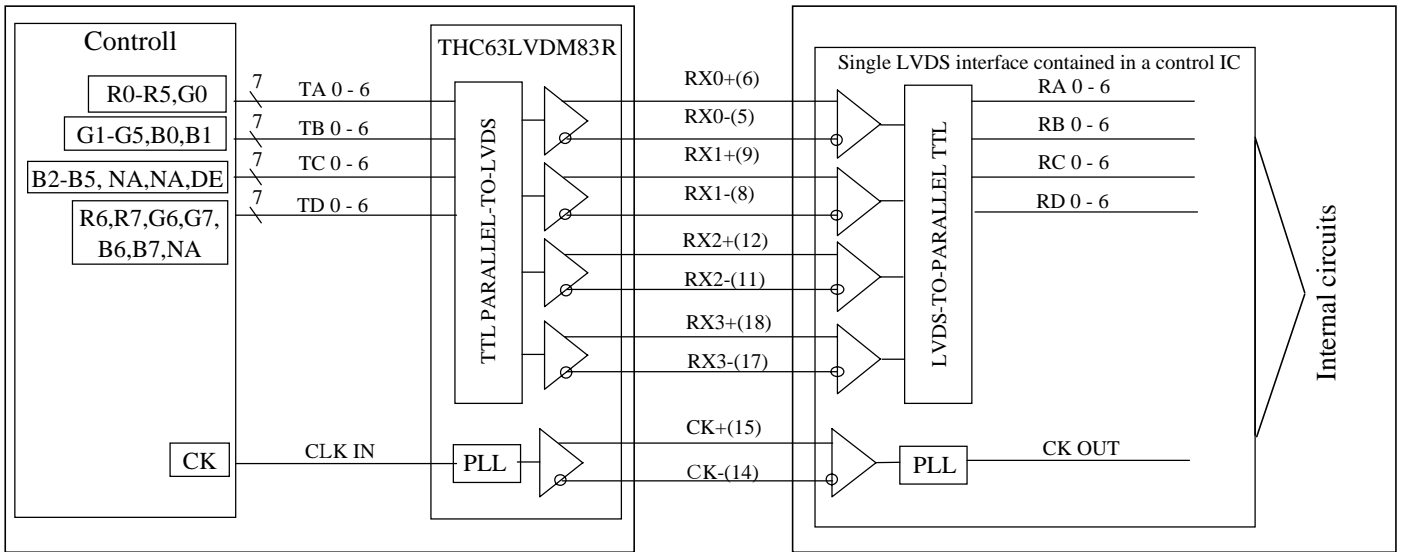 Controll
R0-R5,G0
G1-G5,B0,B1
B2-B5, NA,NA,DE
R6,R7,G6,G7,
B6,B7,NA
CK
7
TA 0 - 6
7
TB 0 - 6
7
TC 0 - 6
7
TD 0 - 6
CLK IN
THC63LVDM83R
TTL PARALLEL-TO-LVDS
PLL
RX0+(6)
RX0-(5)
RX1+(9)
RX1-(8)
RX2+(12)
RX2-(11)
RX3+(18)
RX3-(17)
CK+(15)
CK-(14)
Single LVDS interface contained in a control IC
LVDS-TO-PARALLEL TTL
PLL
RA 0 - 6
RB 0 - 6
RC 0 - 6
RD 0 - 6
CK OUT
Internal circuits